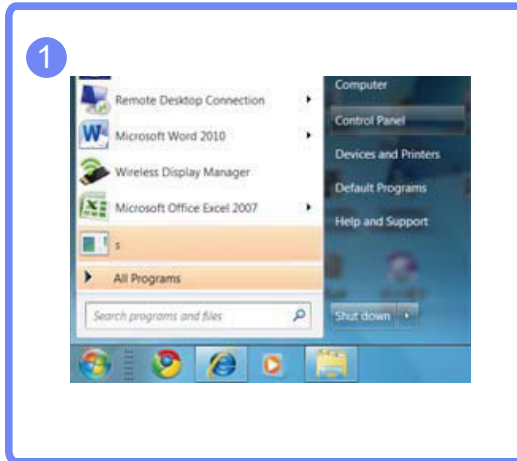 1
Remote Desktop Connection
Microsoft Word 2010
Wireless Display Manager
Microsoft Office Excel 2007
s
All Programs
Search programs and files
Computer
Control Panel
Devices and Printers
Default Programs
Help and Support
Shut down